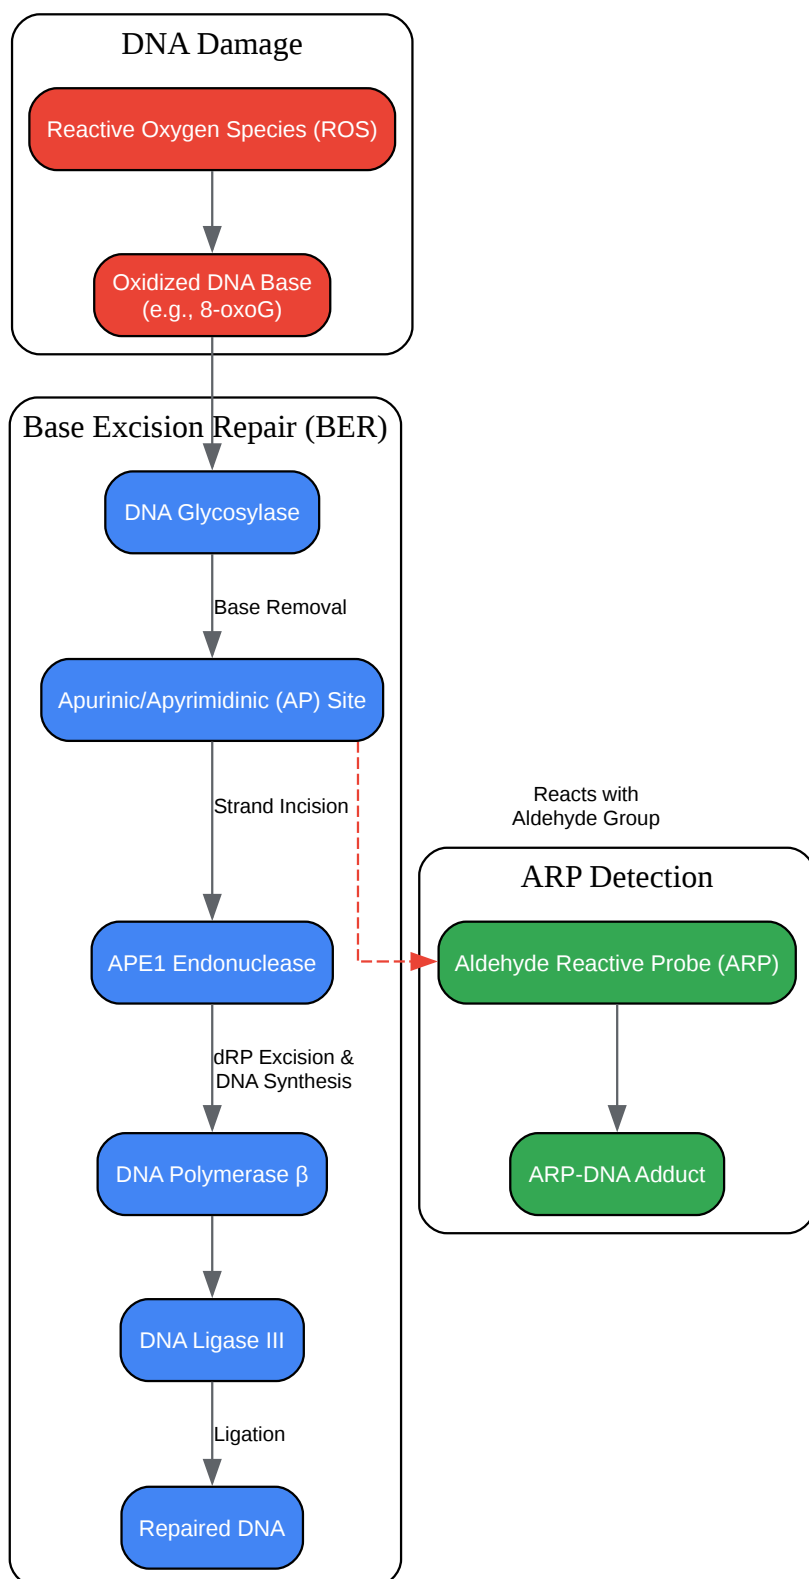 DNA Damage
Reactive Oxygen Species (ROS)
Oxidized DNA Base
(e.g., 8-oxoG)
Base Excision Repair (BER)
DNA Glycosylase
Base Removal
Apurinic/Apyrimidinic (AP) Site
Strand Incision
Reacts with
Aldehyde Group
ARP Detection
APE1 Endonuclease
Aldehyde Reactive Probe (ARP)
dRP Excision &
DNA Synthesis
DNA Polymerase β
ARP-DNA Adduct
DNA Ligase III
Ligation
Repaired DNA